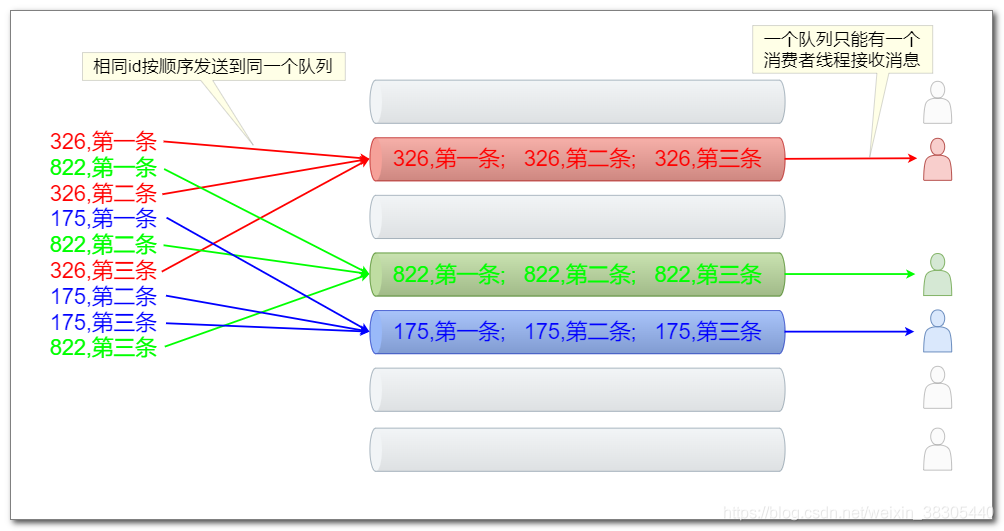 相同id按顺序发送到同一个队列
一个队列只能有一个
消费者线程接收消息
326,第一条
822,第一条
326,第二条
175,第一条
822,第二条
326,第三条
175,第二条
175,第三条
822,第三条
326,第一条; 326,第二条; 326,第三条
822,第一条; 822,第二条; 822,第三条
175,第一条; 175,第二条; 175,第三条
https://blog.csdn.net/weixin_38305440